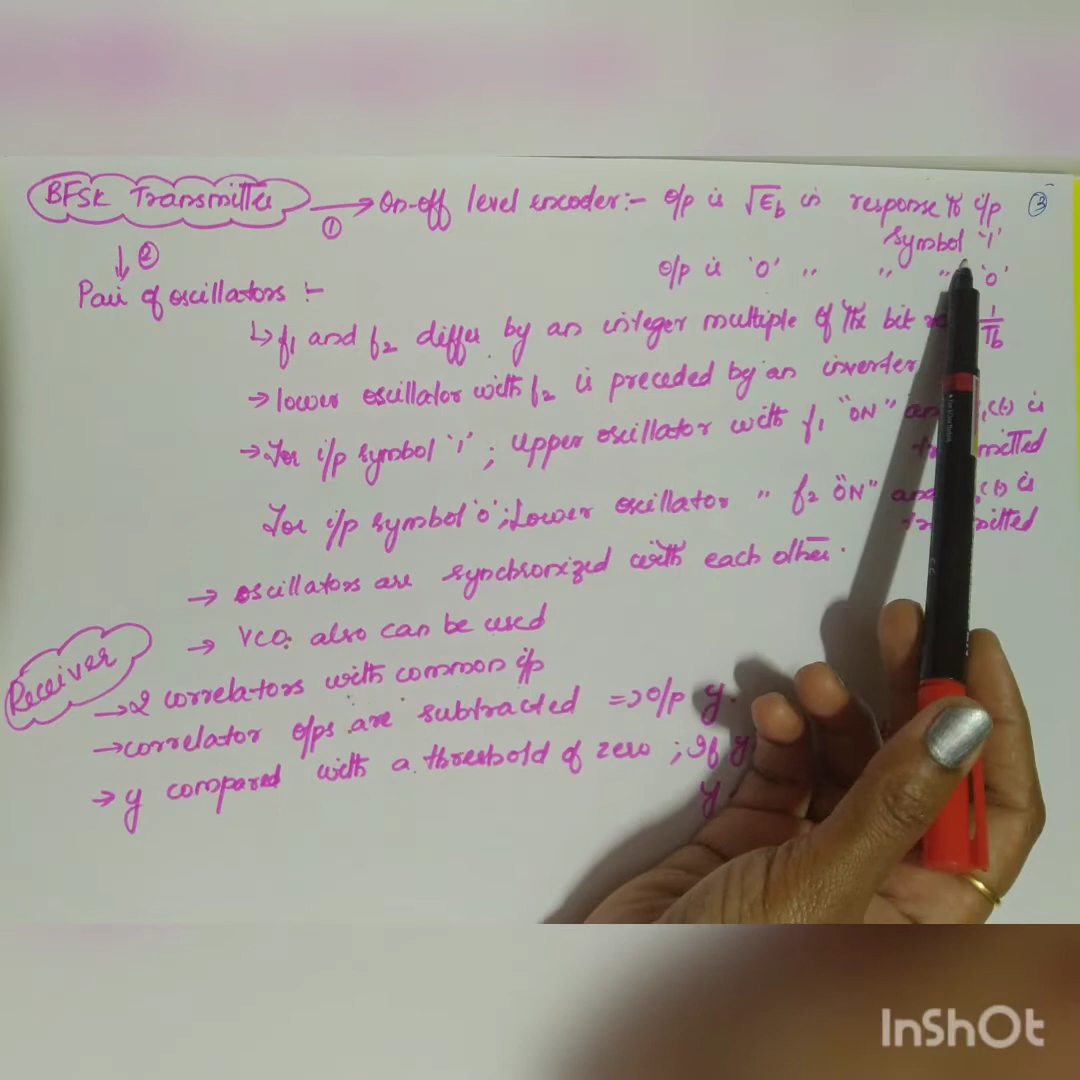 BFSK Transmitter → ① On-off level encoder:- o/p is √Eb in response to i/p ③
symbol '1'
o/p is '0' " " " '0'
↓ ②
Pair of oscillators :-
↳ f1 and f2 differ by an integer multiple of the bit 1/Tb
→ lower oscillator with f2 is preceded by an inverter
→ For i/p symbol '1' ; Upper oscillator with f1 "ON" is
For i/p symbol '0'; Lower oscillator " f2 "ON" is
→ oscillators are synchronized with each other.
→ VCO: also can be used
Receiver
→ 2 correlators with common i/p
→ correlator o/ps are subtracted => o/p y.
→ y compared with a threshold of zero ; If y
y
InShOt